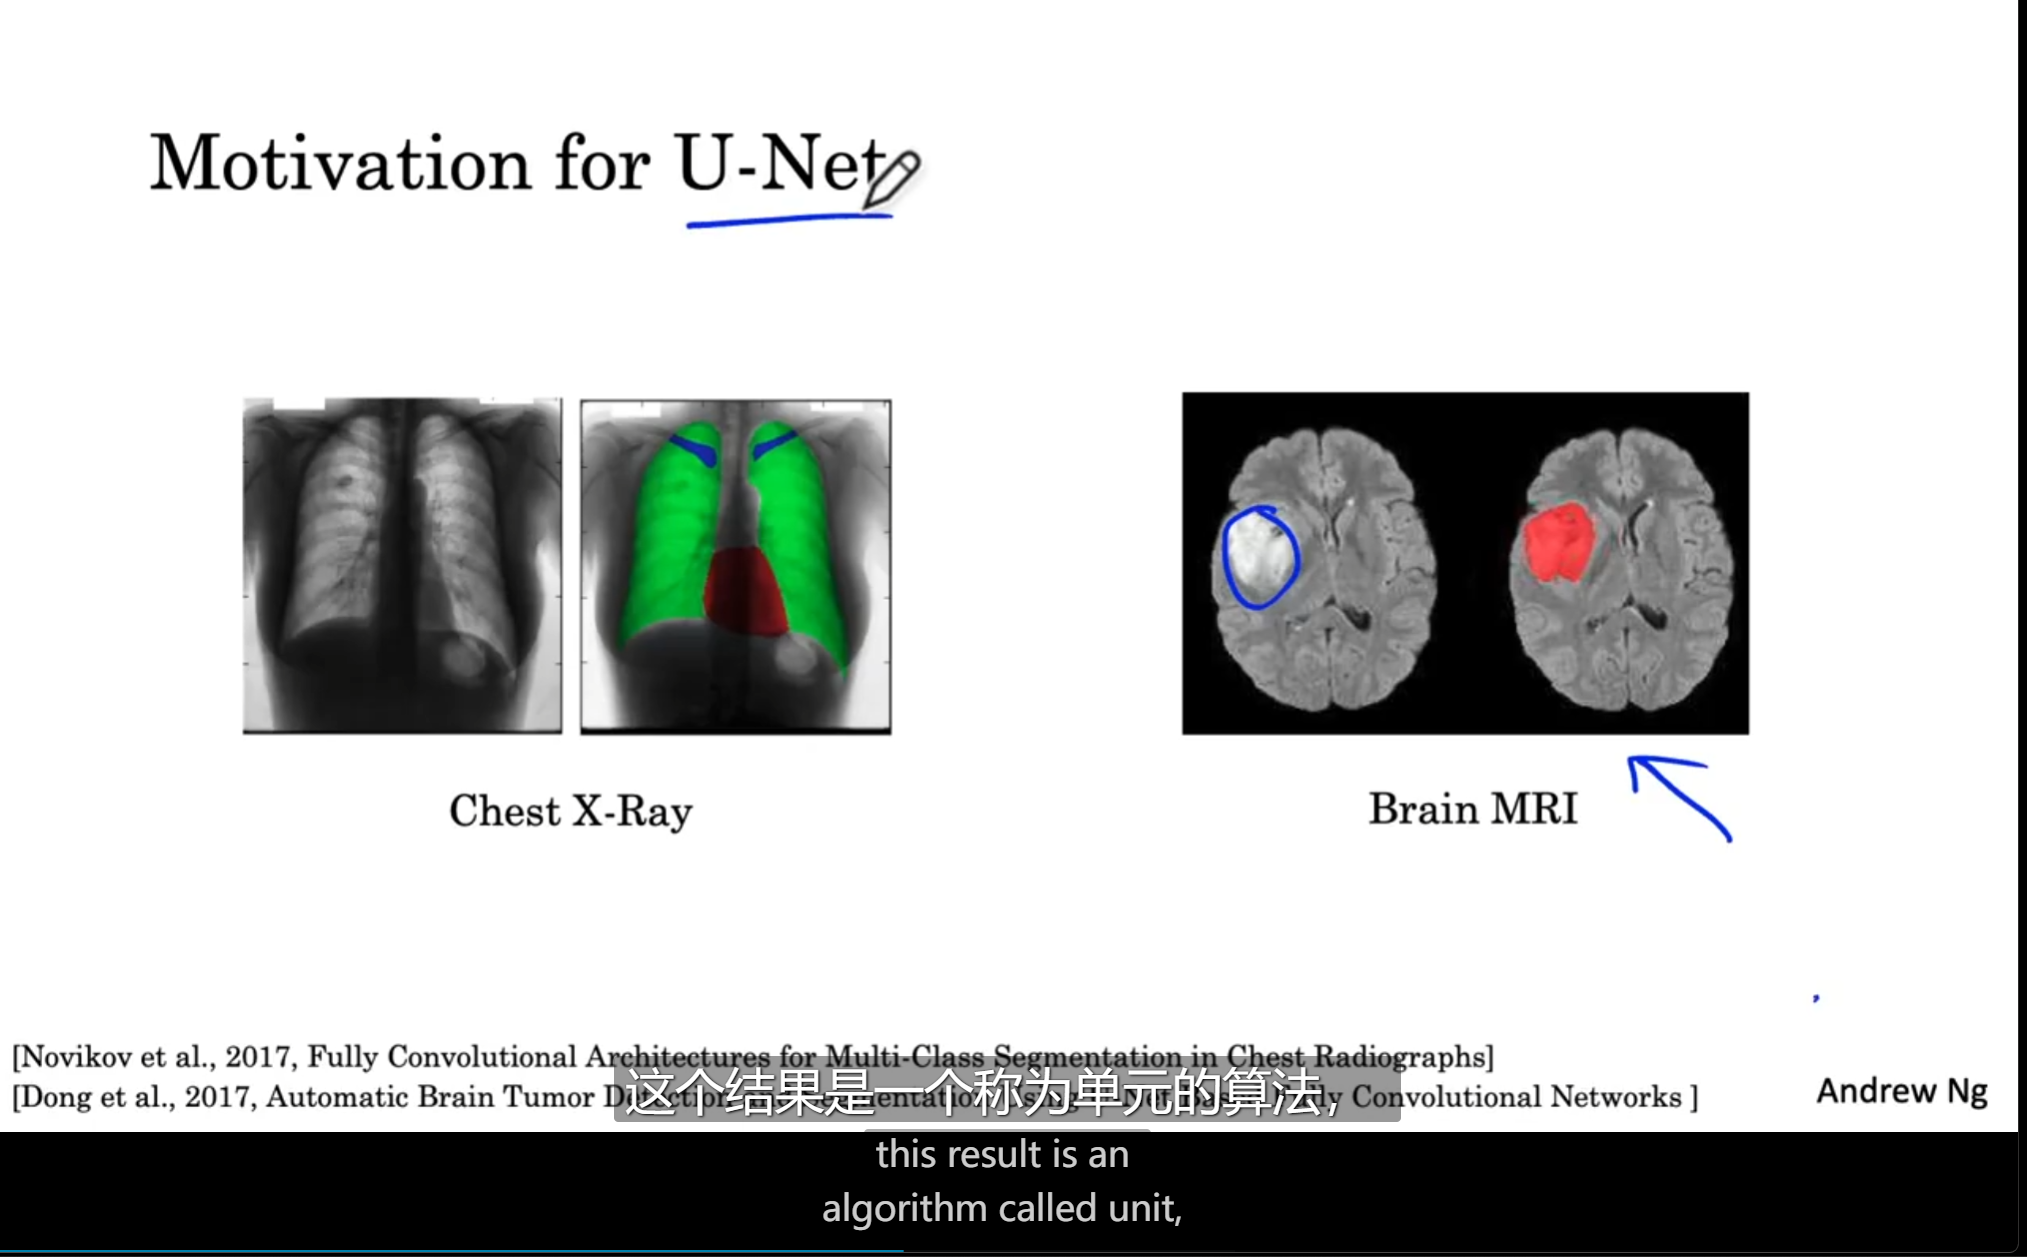 Motivation for U-Net
Chest X-Ray
Brain MRI
[Novikov et al., 2017, Fully Convolutional Architectures for Multi-Class Segmentation in Chest Radiographs]
[Dong et al., 2017, Automatic Brain Tumor Convolutional Networks ]
Andrew Ng
这个结果是一个称为单元的算法,
this result is an
algorithm called unit,